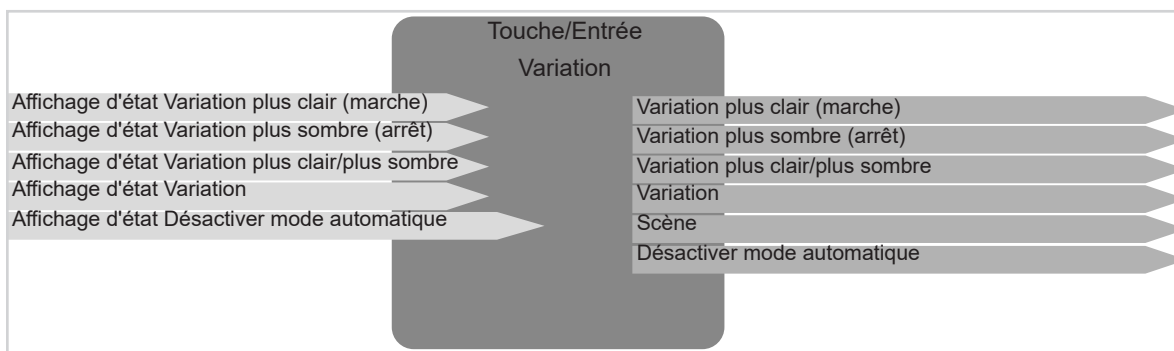 Touche/Entrée
Variation
Affichage d'état Variation plus clair (marche)
Affichage d'état Variation plus sombre (arrêt)
Affichage d'état Variation plus clair/plus sombre
Affichage d'état Variation
Affichage d'état Désactiver mode automatique
Variation plus clair (marche)
Variation plus sombre (arrêt)
Variation plus clair/plus sombre
Variation
Scène
Désactiver mode automatique